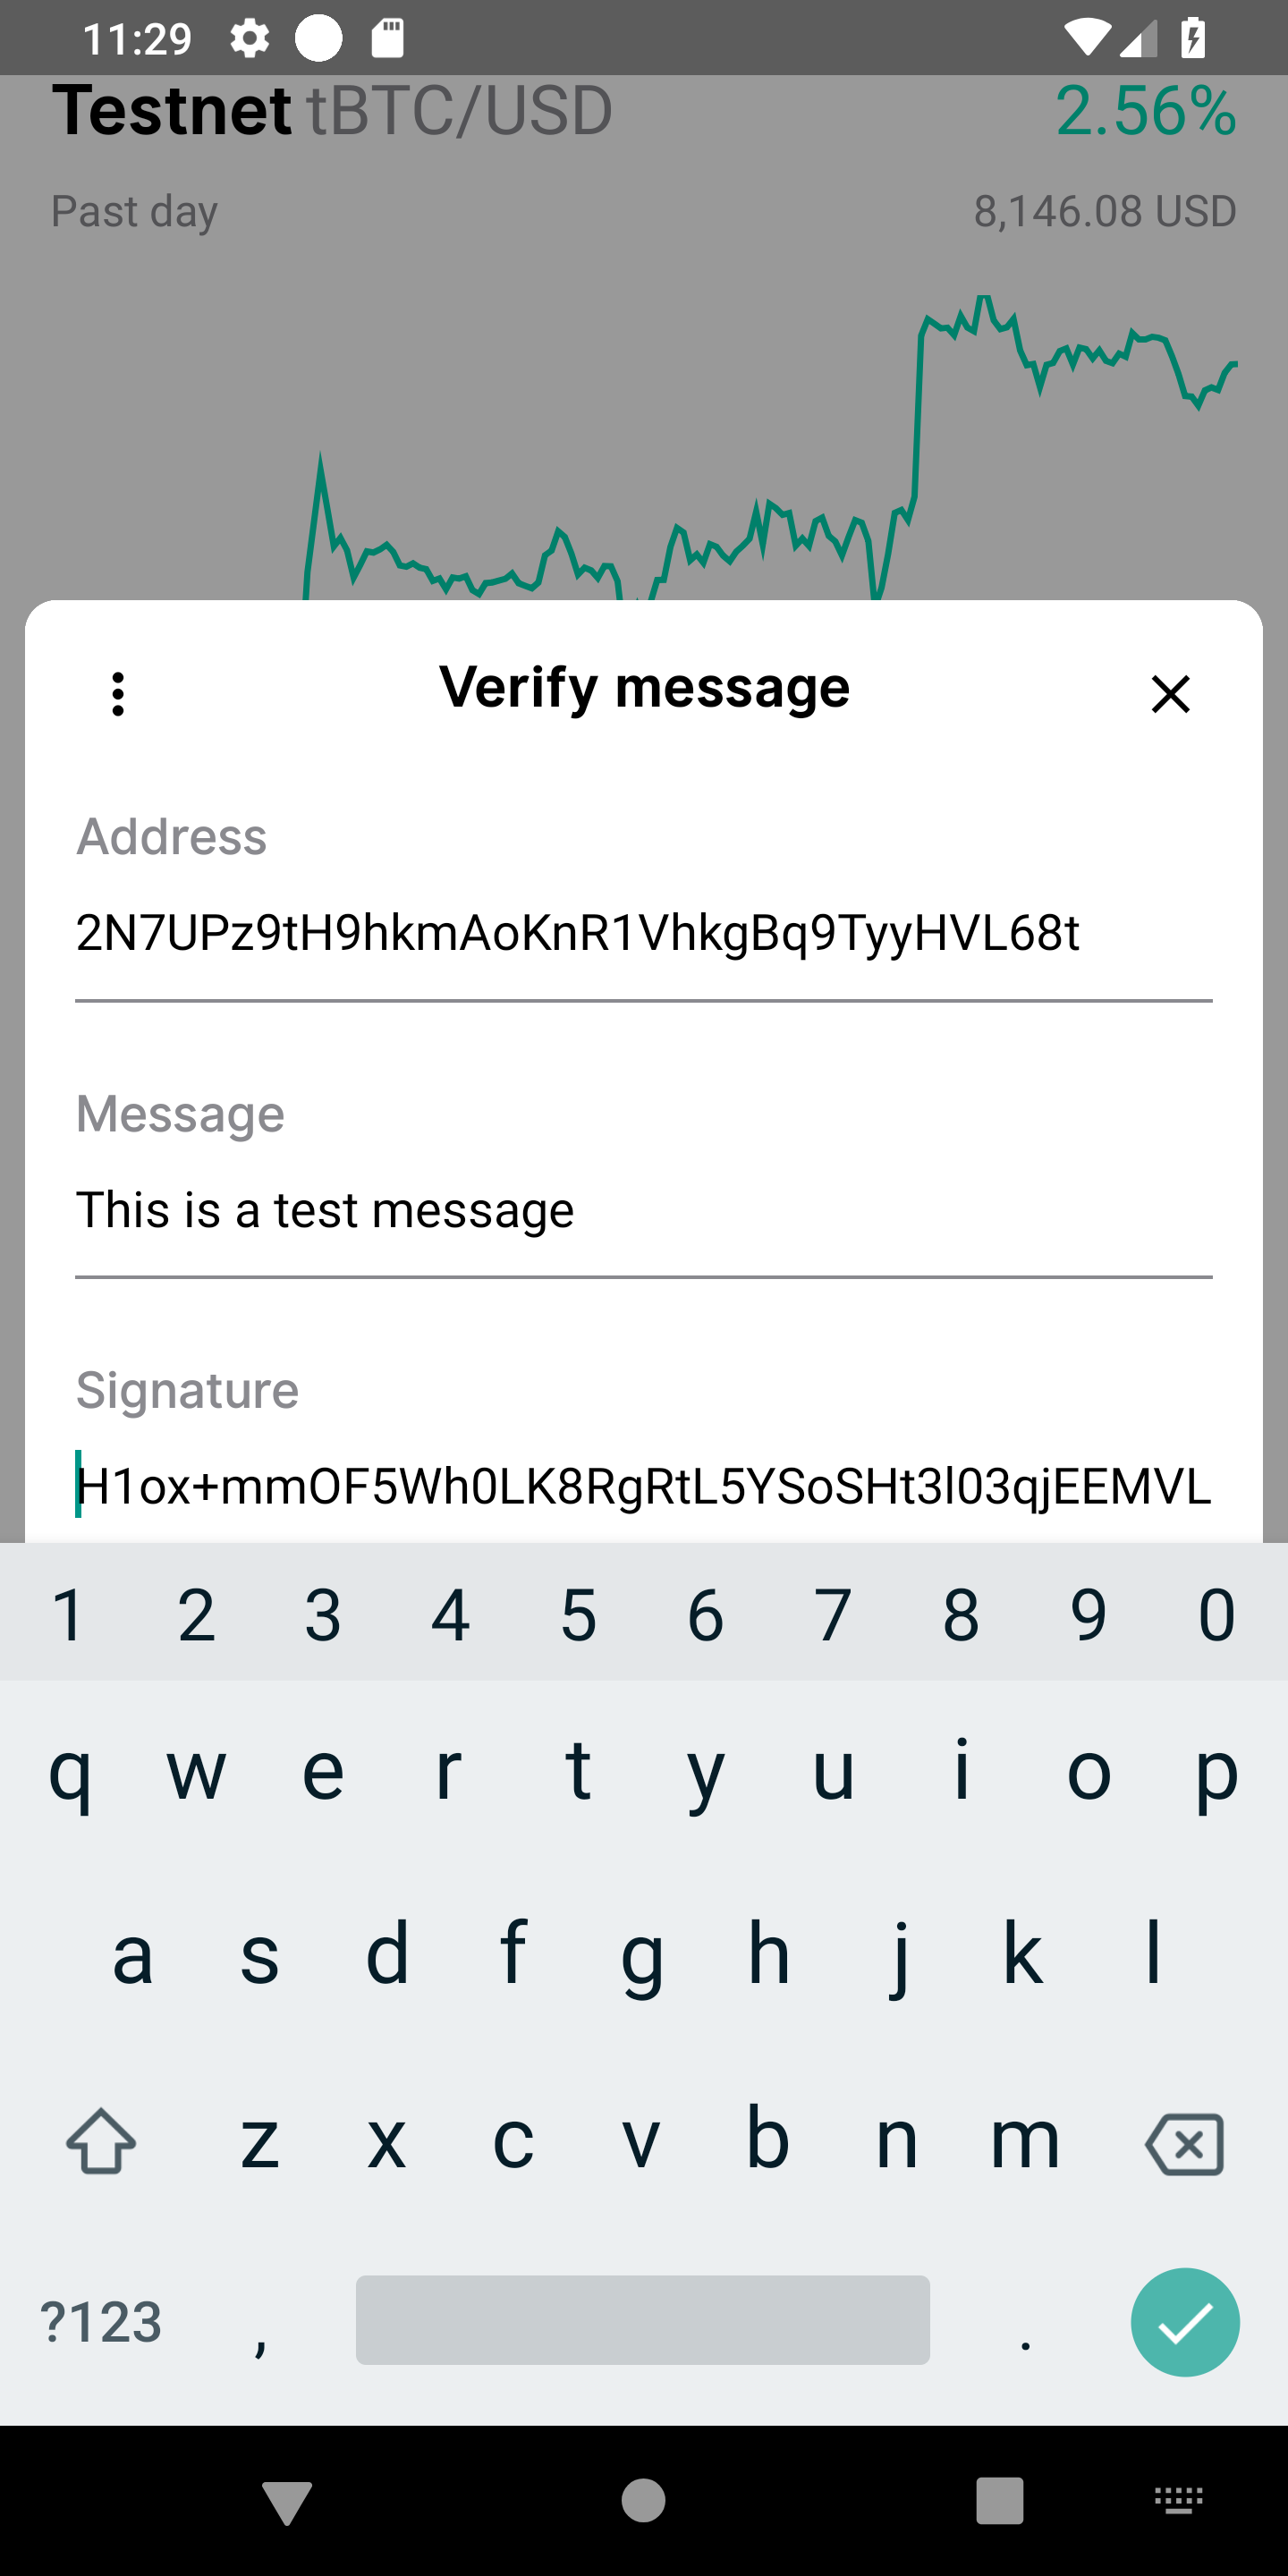 11:29
Testnet tBTC/USD 2.56%
Past day 8,146.08 USD
Verify message
Address
2N7UPz9tH9hkmAoKnR1VhkgBq9TyyHVL68t
Message
This is a test message
Signature
H1ox+mmOF5Wh0LK8RgRtL5YSoSHt3l03qjEEMVL
1 2 3 4 5 6 7 8 9 0
q w e r t y u i o p
a s d f g h j k l
z x c v b n m
?123 , .